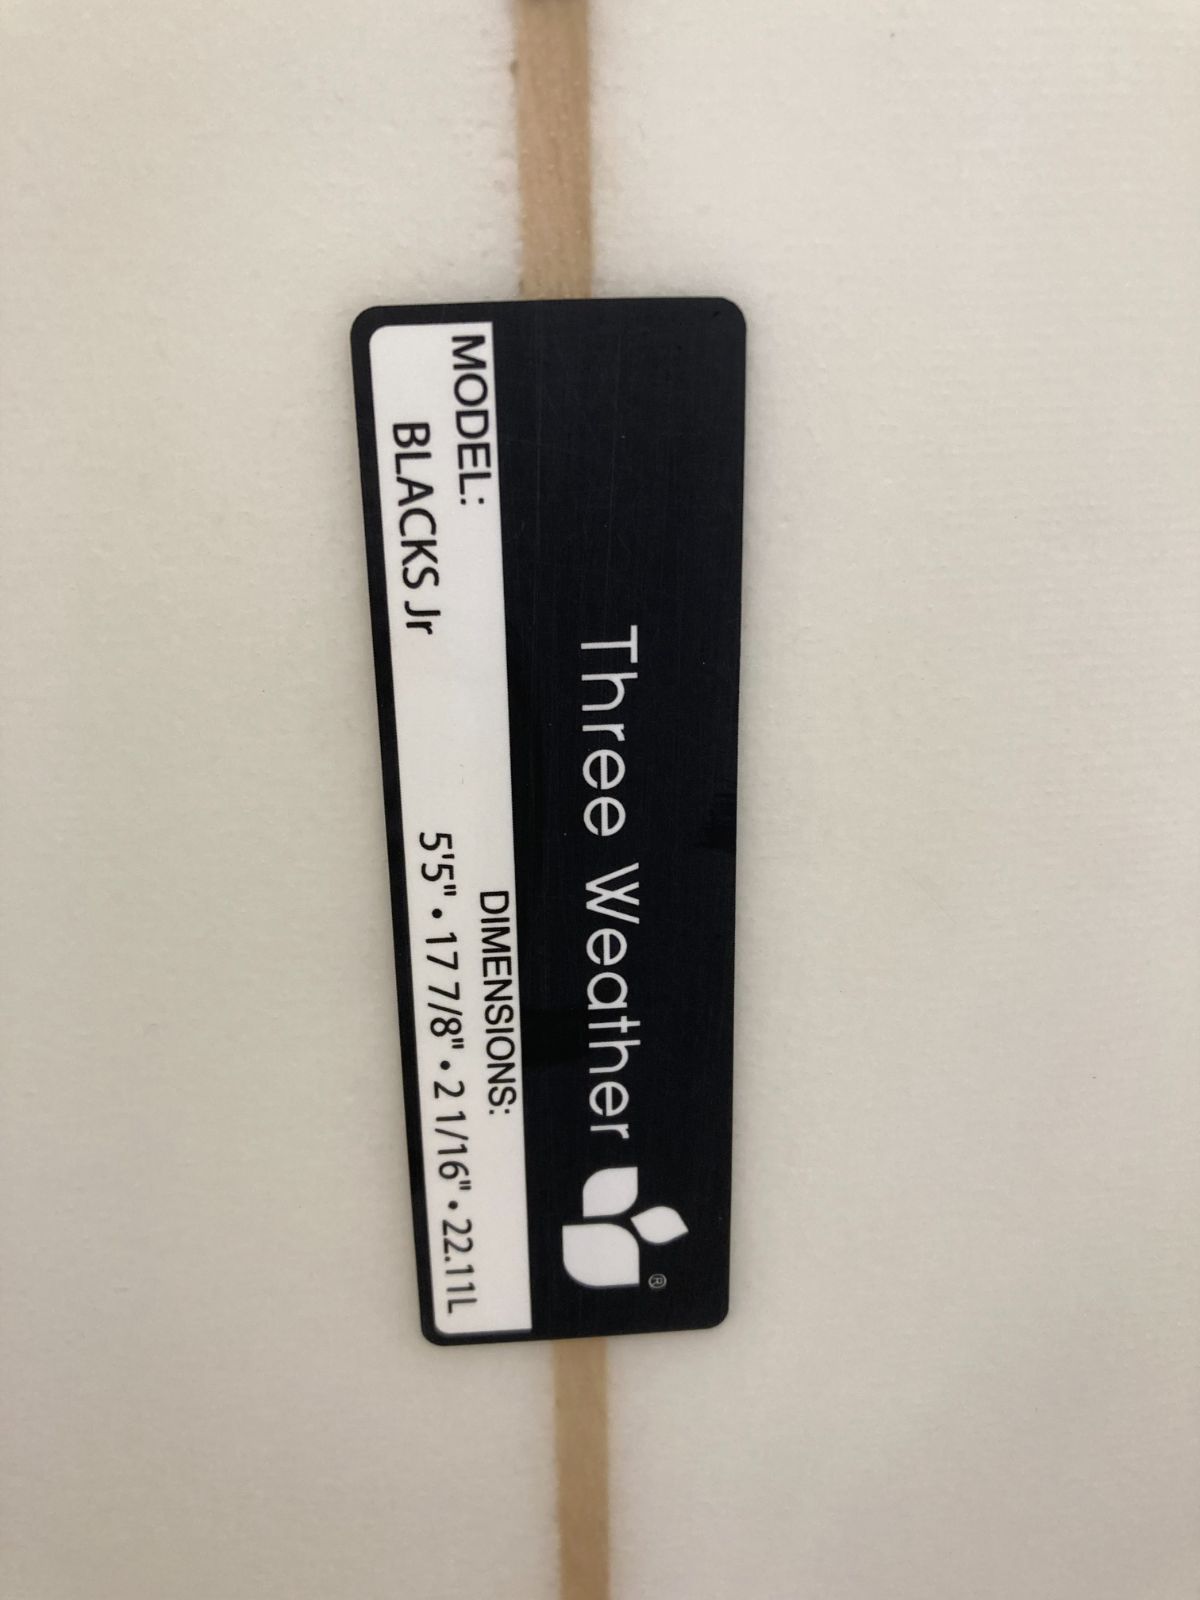 Three Weather ®
MODEL:
DIMENSIONS:
BLACKS Jr
5'5" • 17 7/8" • 2 1/16" • 22.11L